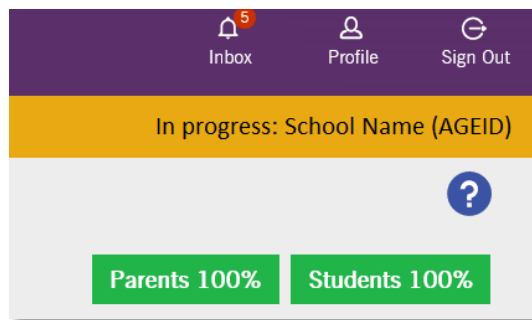 5
Inbox Profile Sign Out
In progress: School Name (AGEID)
?
Parents 100% Students 100%